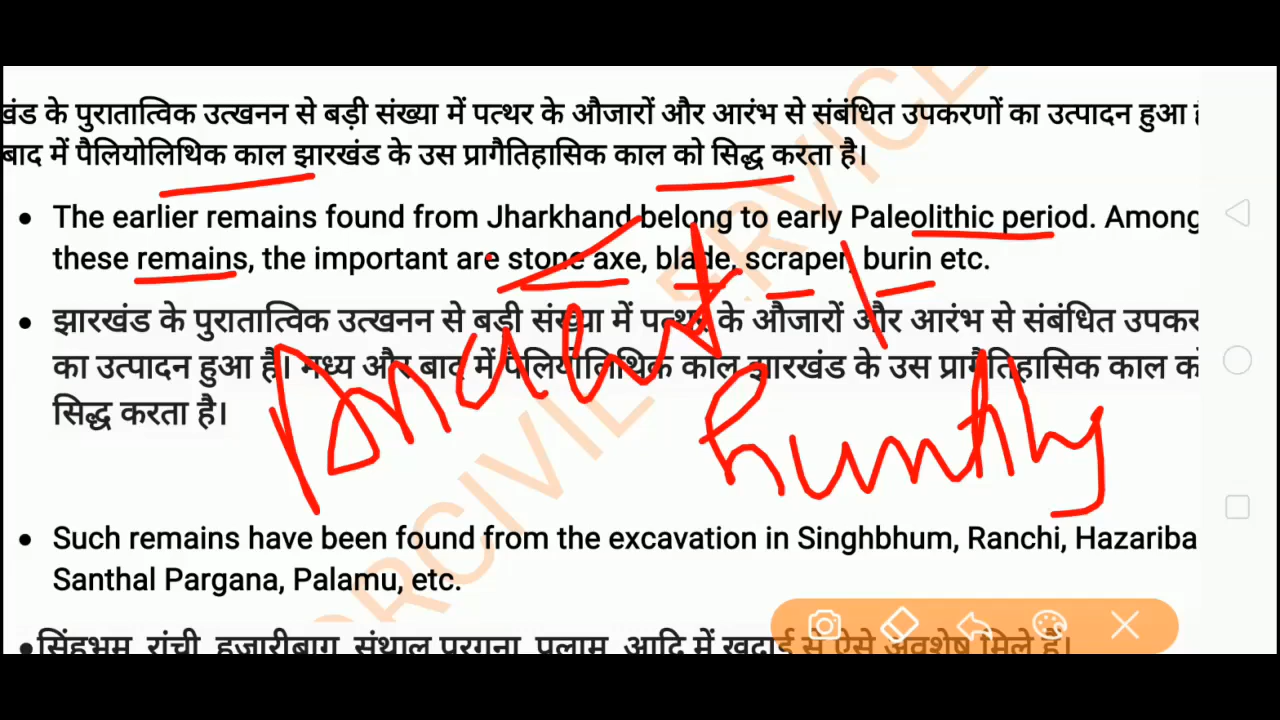 खंड के पुरातात्विक उत्खनन से बड़ी संख्या में पत्थर के औजारों और आरंभ से संबंधित उपकरणों का उत्पादन हुआ है
बाद में पैलियोलिथिक काल झारखंड के उस प्रागैतिहासिक काल को सिद्ध करता है।
• The earlier remains found from Jharkhand belong to early Paleolithic period. Among
these remains, the important are stone axe, blade, scraper, burin etc.
• झारखंड के पुरातात्विक उत्खनन से बड़ी संख्या में पत्थर के औजारों और आरंभ से संबंधित उपकर
का उत्पादन हुआ है। मध्य और बाद में पैलियोलिथिक काल झारखंड के उस प्रागैतिहासिक काल को
सिद्ध करता है।
Ancient
• Such remains have been found from the excavation in Singhbhum, Ranchi, Hazariba
Santhal Pargana, Palamu, etc.
•सिंहभूम, रांची, हजारीबाग, संथाल परगना, पलामू, आदि में खुदाई से ऐसे अवशेष मिले हैं।